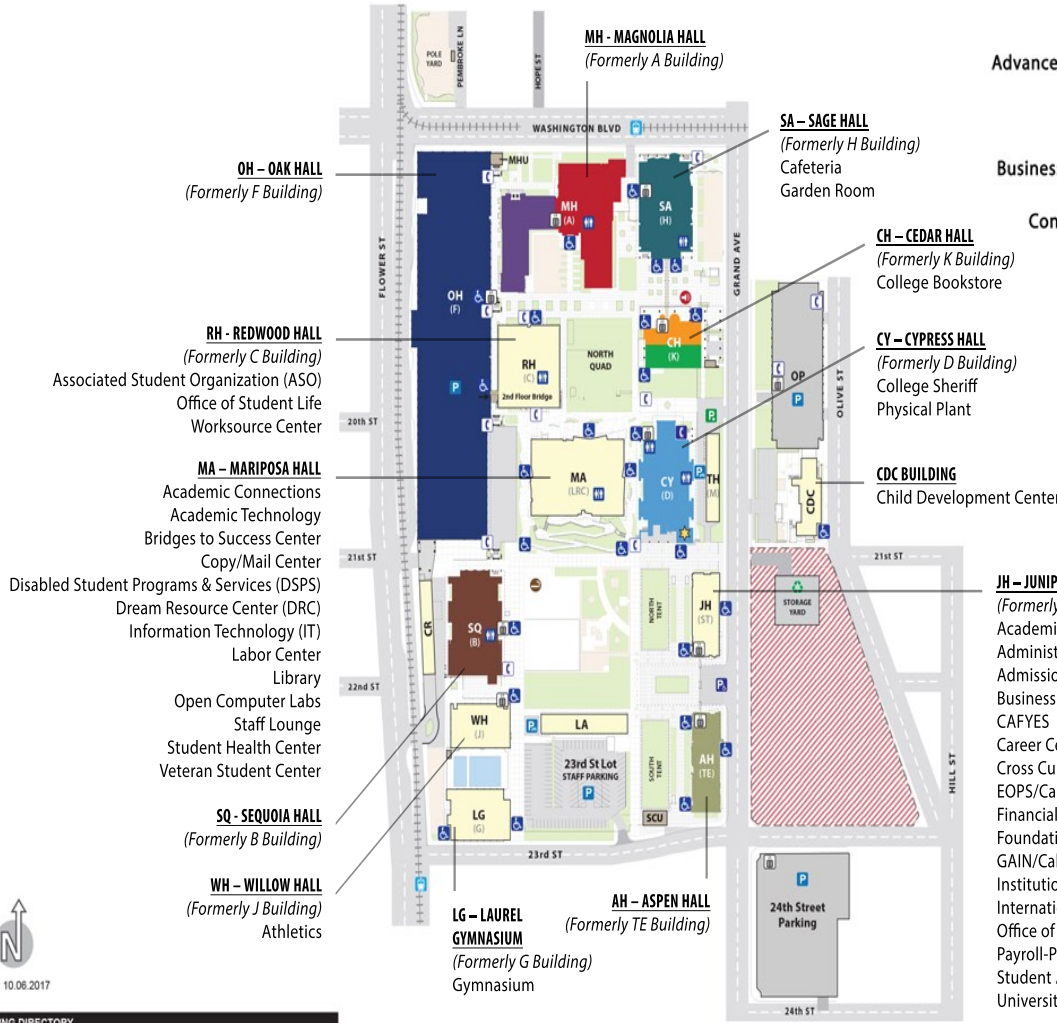 MH - MAGNOLIA HALL
(Formerly A Building)
Advance
SA – SAGE HALL
(Formerly H Building)
Cafeteria
Garden Room
Business
Con
OH – OAK HALL
(Formerly F Building)
CH – CEDAR HALL
(Formerly K Building)
College Bookstore
RH - REDWOOD HALL
(Formerly C Building)
Associated Student Organization (ASO)
Office of Student Life
Worksource Center
CY – CYPRESS HALL
(Formerly D Building)
College Sheriff
Physical Plant
MA – MARIPOSA HALL
Academic Connections
Academic Technology
Bridges to Success Center
Copy/Mail Center
Disabled Student Programs & Services (DSPS)
Dream Resource Center (DRC)
Information Technology (IT)
Labor Center
Library
Open Computer Labs
Staff Lounge
Student Health Center
Veteran Student Center
CDC BUILDING
Child Development Center
JH – JUNIP
(Formerly
Academi
Administ
Admissio
Business
CAFYES
Career Ce
Cross Cu
EOPS/Ca
Financial
Foundati
GAIN/Cal
Institutio
Internati
Office of
Payroll-P
Student A
Universit
SQ - SEQUOIA HALL
(Formerly B Building)
WH – WILLOW HALL
(Formerly J Building)
Athletics
LG – LAUREL
GYMNASIUM
(Formerly G Building)
Gymnasium
AH – ASPEN HALL
(Formerly TE Building)
POLE
YARD
PEMBROKE LN
HOPE ST
WASHINGTON BLVD
FLOWER ST
GRAND AVE
OLIVE ST
HILL ST
20th ST
21st ST
21st ST
22nd ST
23rd ST
24th ST
MHU
MH
(A)
SA
(H)
OH
(F)
P
RH
(C)
2nd Floor Bridge
NORTH
QUAD
CH
(K)
P
OP
P
MA
(LRC)
CY
(D)
P
TH
(M)
CDC
CR
SQ
(B)
NORTH
TENT
JH
(ST)
STORAGE
YARD
P
WH
(J)
P
LA
23rd St Lot
STAFF PARKING
P
SOUTH
TENT
AH
(TE)
LG
(G)
SCU
P
24th Street
Parking
N
10.06.2017
NG DIRECTORY